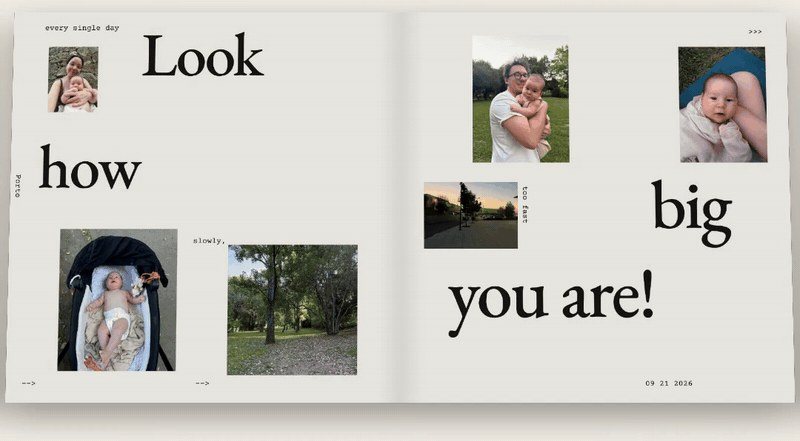 every single day
Look
how
Porto
slowly,
-->
-->
>>>
too fast
big
you are!
09 21 2026